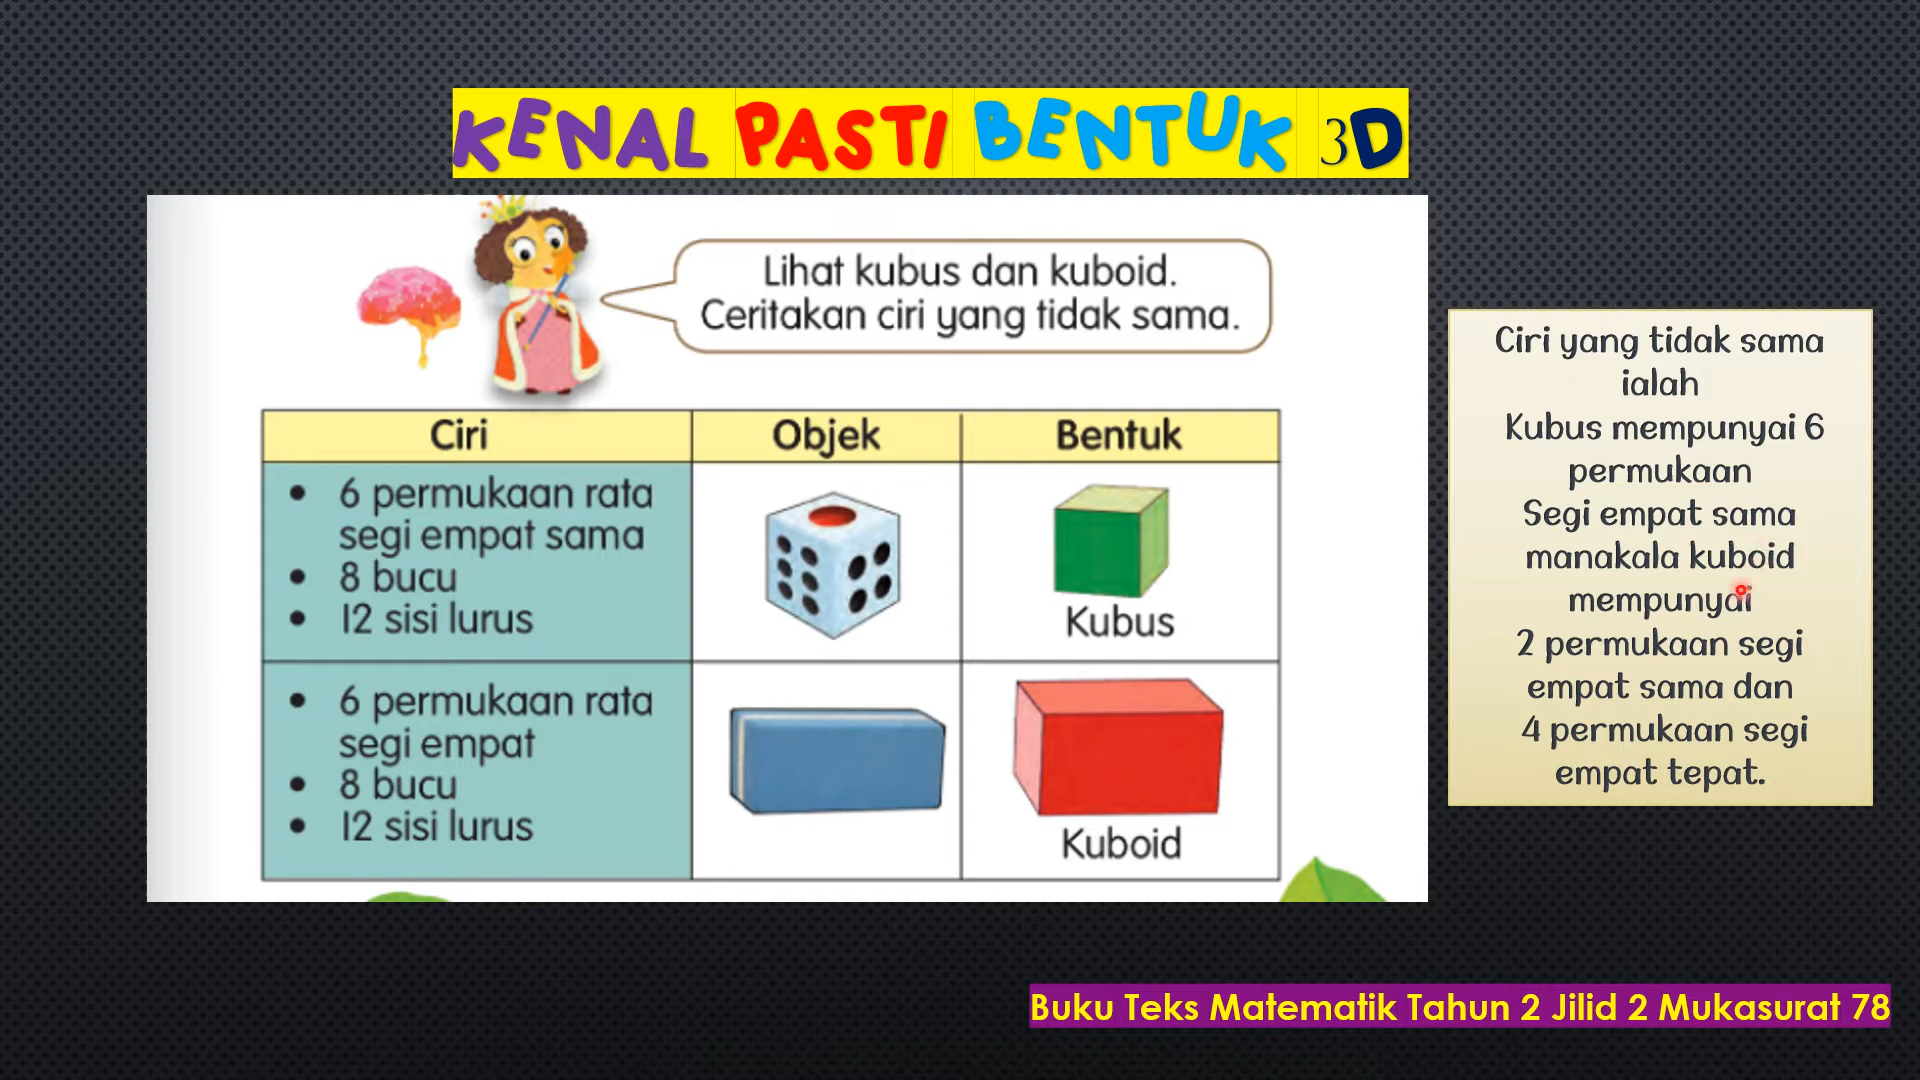 KENAL PASTI BENTUK 3D
Lihat kubus dan kuboid.
Ceritakan ciri yang tidak sama.
Ciri Objek Bentuk
• 6 permukaan rata
segi empat sama
• 8 bucu
• 12 sisi lurus
Kubus
• 6 permukaan rata
segi empat
• 8 bucu
• 12 sisi lurus
Kuboid
Ciri yang tidak sama
ialah
Kubus mempunyai 6
permukaan
Segi empat sama
manakala kuboid
mempunyai
2 permukaan segi
empat sama dan
4 permukaan segi
empat tepat.
Buku Teks Matematik Tahun 2 Jilid 2 Mukasurat 78